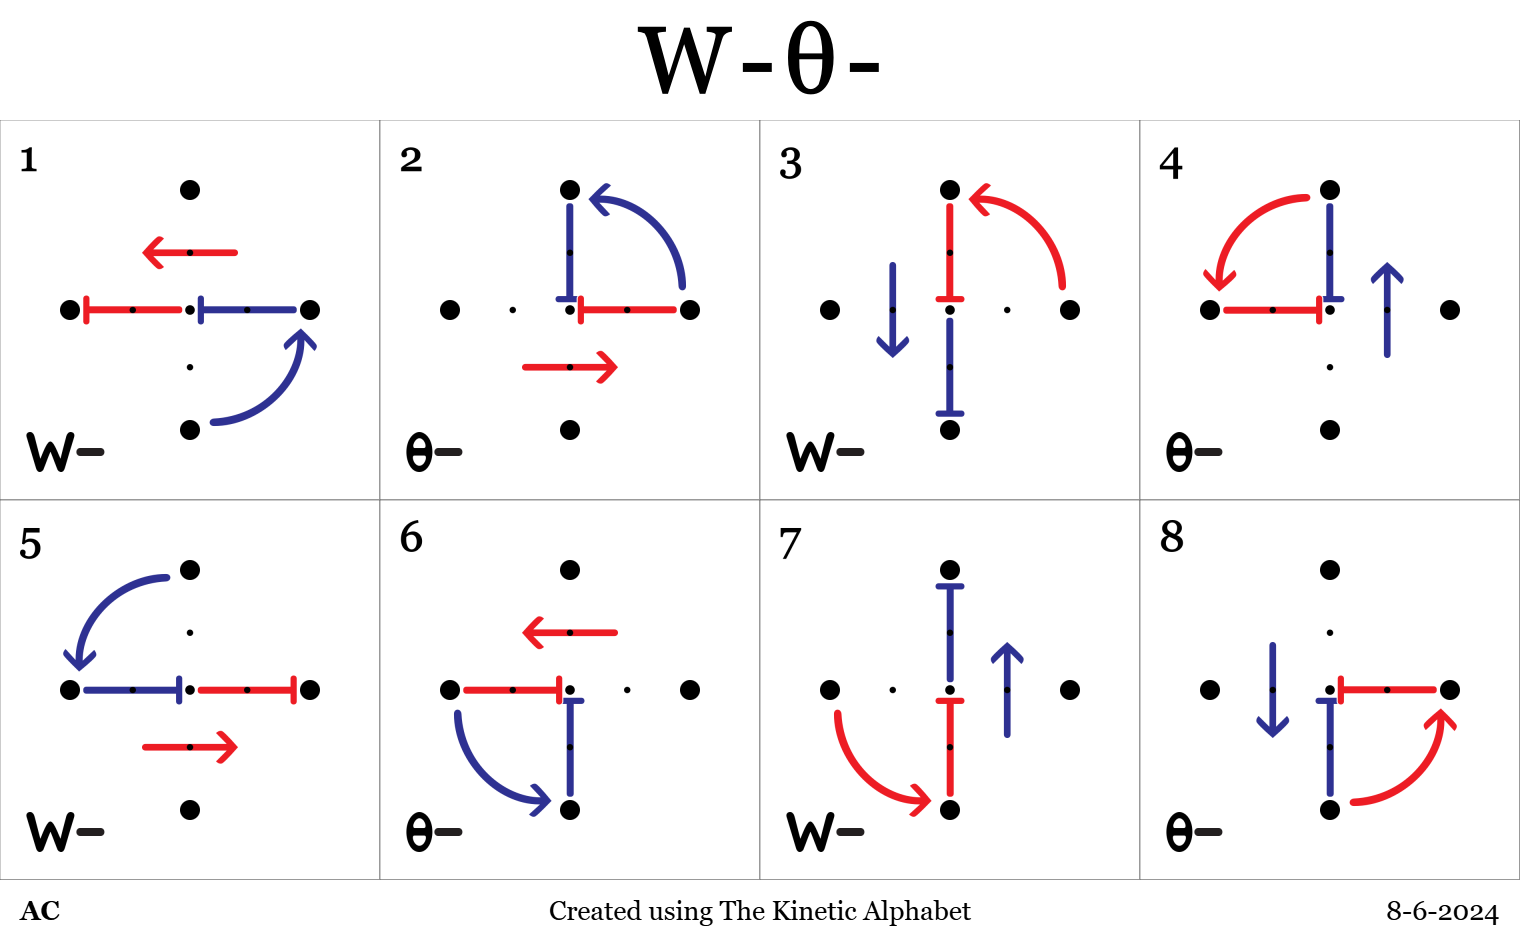 W-θ-
1 2 3 4
W- θ- W- θ-
5 6 7 8
W- θ- W- θ-
AC Created using The Kinetic Alphabet 8-6-2024